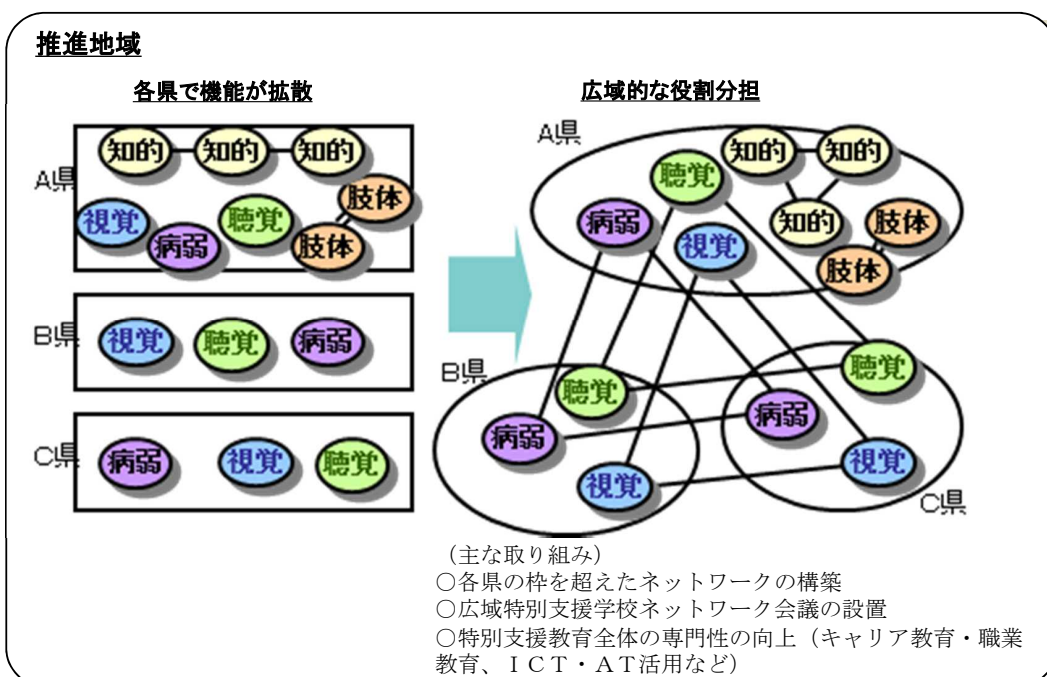 推進地域
各県で機能が拡散
A県
知的
知的
知的
視覚
病弱
聴覚
肢体
肢体
B県
視覚
聴覚
病弱
C県
病弱
視覚
聴覚
広域的な役割分担
A県
知的
知的
聴覚
病弱
視覚
知的
肢体
肢体
B県
聴覚
病弱
視覚
聴覚
病弱
視覚
C県
(主な取り組み)
○各県の枠を超えたネットワークの構築
○広域特別支援学校ネットワーク会議の設置
○特別支援教育全体の専門性の向上(キャリア教育・職業
教育、ICT・AT活用など)